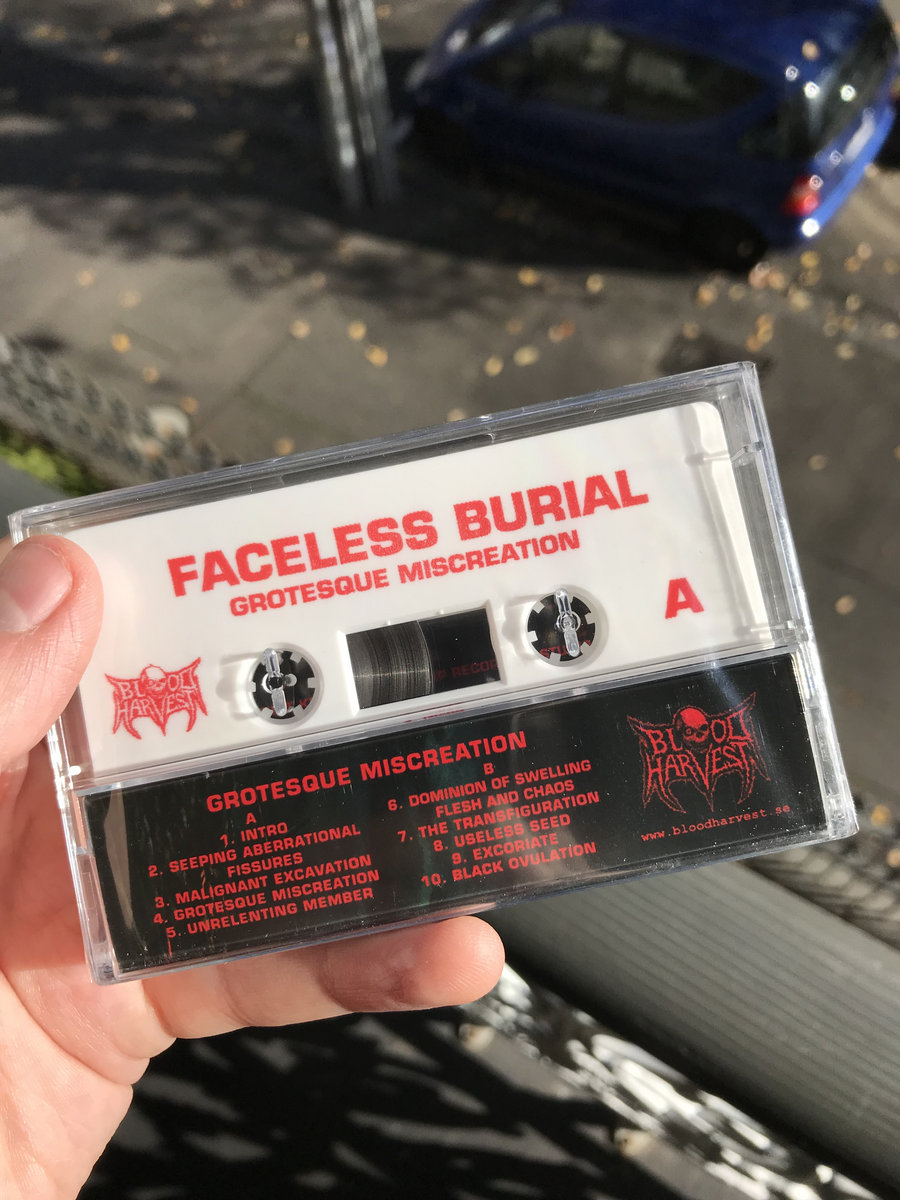 FACELESS BURIAL
GROTESQUE MISCREATION
A
BLOOD
HARVEST
GROTESQUE MISCREATION
A
1. INTRO
2. SEEPING ABERRATIONAL
FISSURES
3. MALIGNANT EXCAVATION
4. GROTESQUE MISCREATION
5. UNRELENTING MEMBER
B
6. DOMINION OF SWELLING
FLESH AND CHAOS
7. THE TRANSFIGURATION
8. USELESS SEED
9. EXCORIATE
10. BLACK OVULATION
BLOOD
HARVEST
www.bloodharvest.se